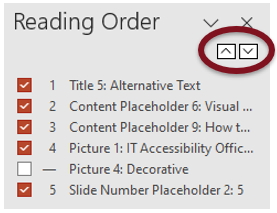 Reading Order
1 Title 5: Alternative Text
2 Content Placeholder 6: Visual ...
3 Content Placeholder 9: How t...
4 Picture 1: IT Accessibility Offic...
— Picture 4: Decorative
5 Slide Number Placeholder 2: 5